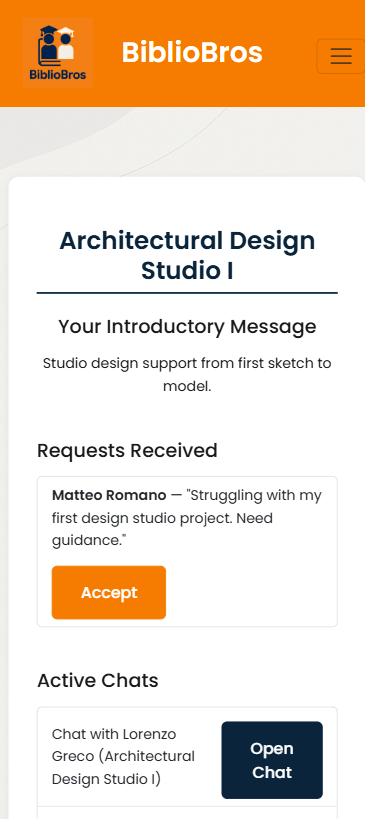 BiblioBros
BiblioBros
Architectural Design
Studio I
Your Introductory Message
Studio design support from first sketch to
model.
Requests Received
Matteo Romano — "Struggling with my
first design studio project. Need
guidance."
Accept
Active Chats
Chat with Lorenzo
Greco (Architectural
Design Studio I)
Open
Chat